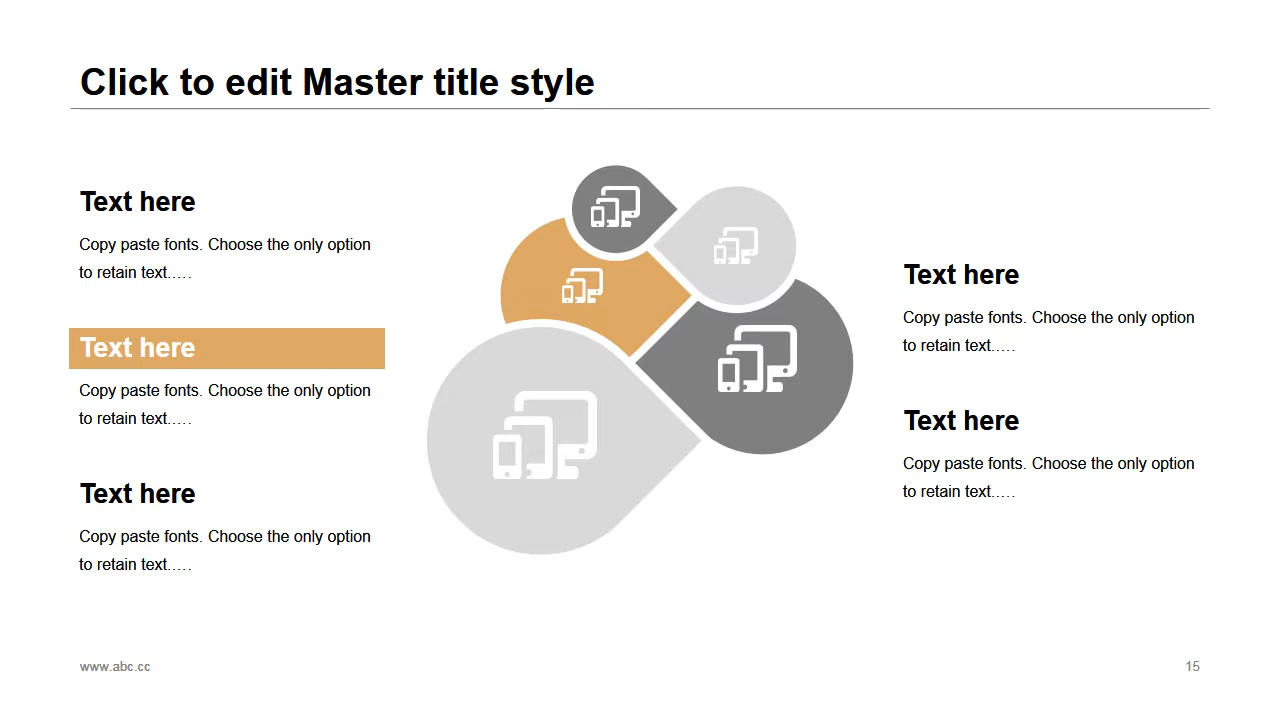 Click to edit Master title style
Text here
Copy paste fonts. Choose the only option
to retain text.....
Text here
Copy paste fonts. Choose the only option
to retain text.....
Text here
Copy paste fonts. Choose the only option
to retain text.....
Text here
Copy paste fonts. Choose the only option
to retain text.....
Text here
Copy paste fonts. Choose the only option
to retain text.....
www.abc.cc
15